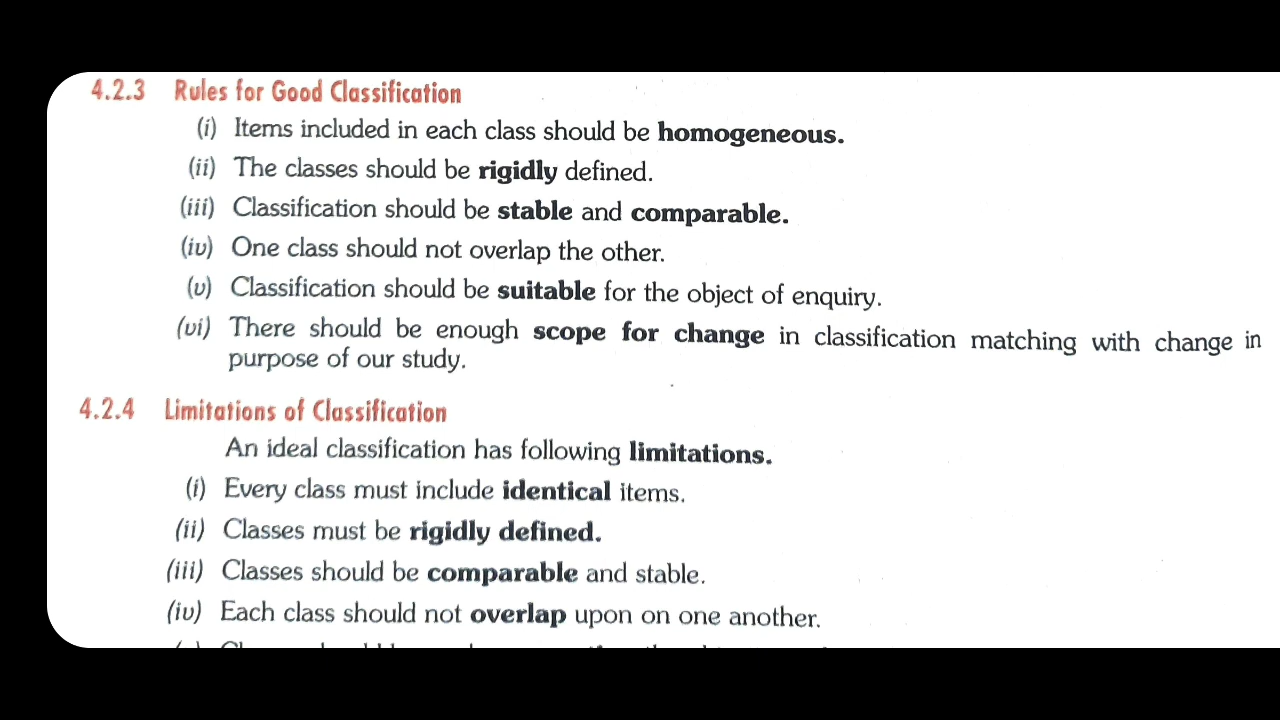 4.2.3 Rules for Good Classification
(i) Items included in each class should be homogeneous.
(ii) The classes should be rigidly defined.
(iii) Classification should be stable and comparable.
(iv) One class should not overlap the other.
(v) Classification should be suitable for the object of enquiry.
(vi) There should be enough scope for change in classification matching with change in
purpose of our study.
4.2.4 Limitations of Classification
An ideal classification has following limitations.
(i) Every class must include identical items.
(ii) Classes must be rigidly defined.
(iii) Classes should be comparable and stable.
(iv) Each class should not overlap upon on one another.